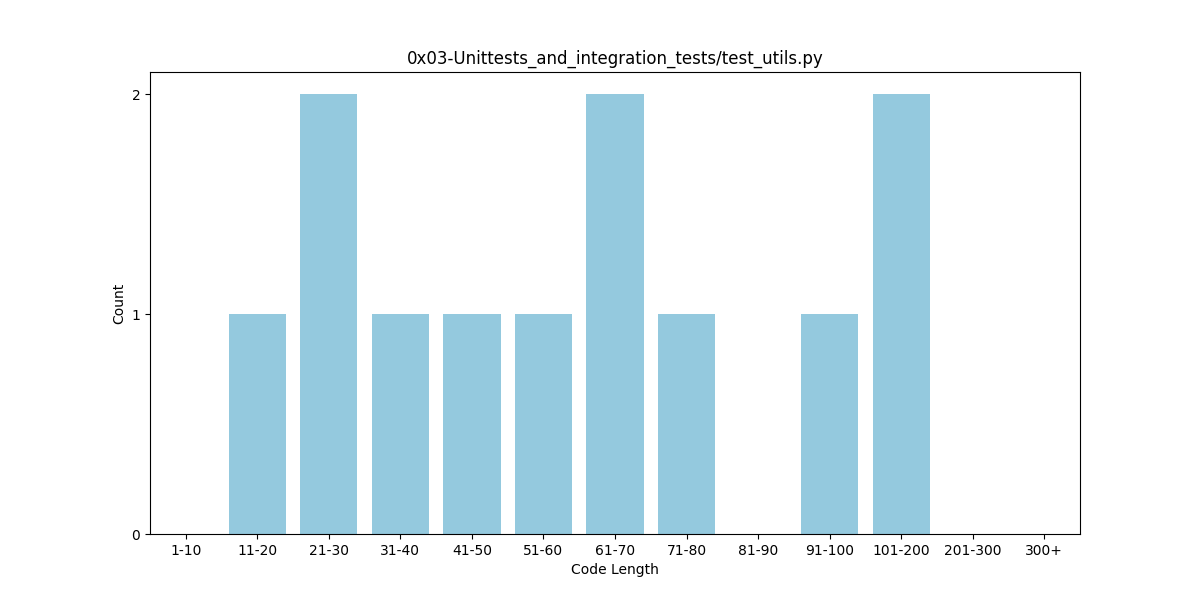 0x03-Unittests_and_integration_tests/test_utils.py
Count
2
1
0
1-10 11-20 21-30 31-40 41-50 51-60 61-70 71-80 81-90 91-100 101-200 201-300 300+
Code Length